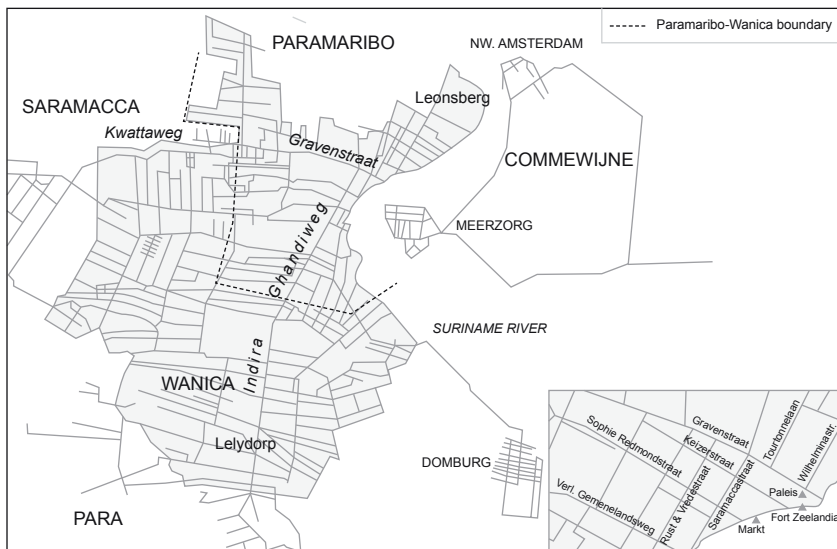 Paramaribo-Wanica boundary
PARAMARIBO
NW. AMSTERDAM
SARAMACCA
Leonsberg
Kwattaweg
Gravenstraat
COMMEWIJNE
MEERZORG
Ghandiweg
SURINAME RIVER
Indira
WANICA
Lelydorp
DOMBURG
PARA
Gravenstraat
Tourtonnelaan
Wilhelminastr.
Sophie Redmondstraat
Keizerstraat
Verl. Gemenelandsweg
Rust & Vredestraat
Saramaccastraat
Paleis
Fort Zeelandia
Markt